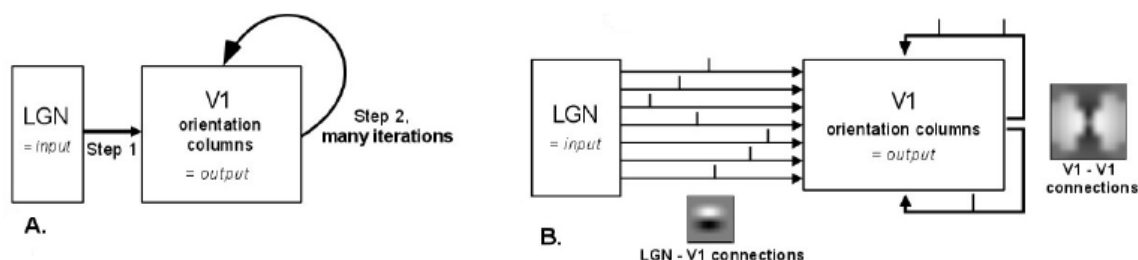 LGN
= input
Step 1
V1
orientation
columns
= output
Step 2,
many iterations
A.
LGN
= input
V1
orientation columns
= output
V1 - V1
connections
B.
LGN - V1 connections